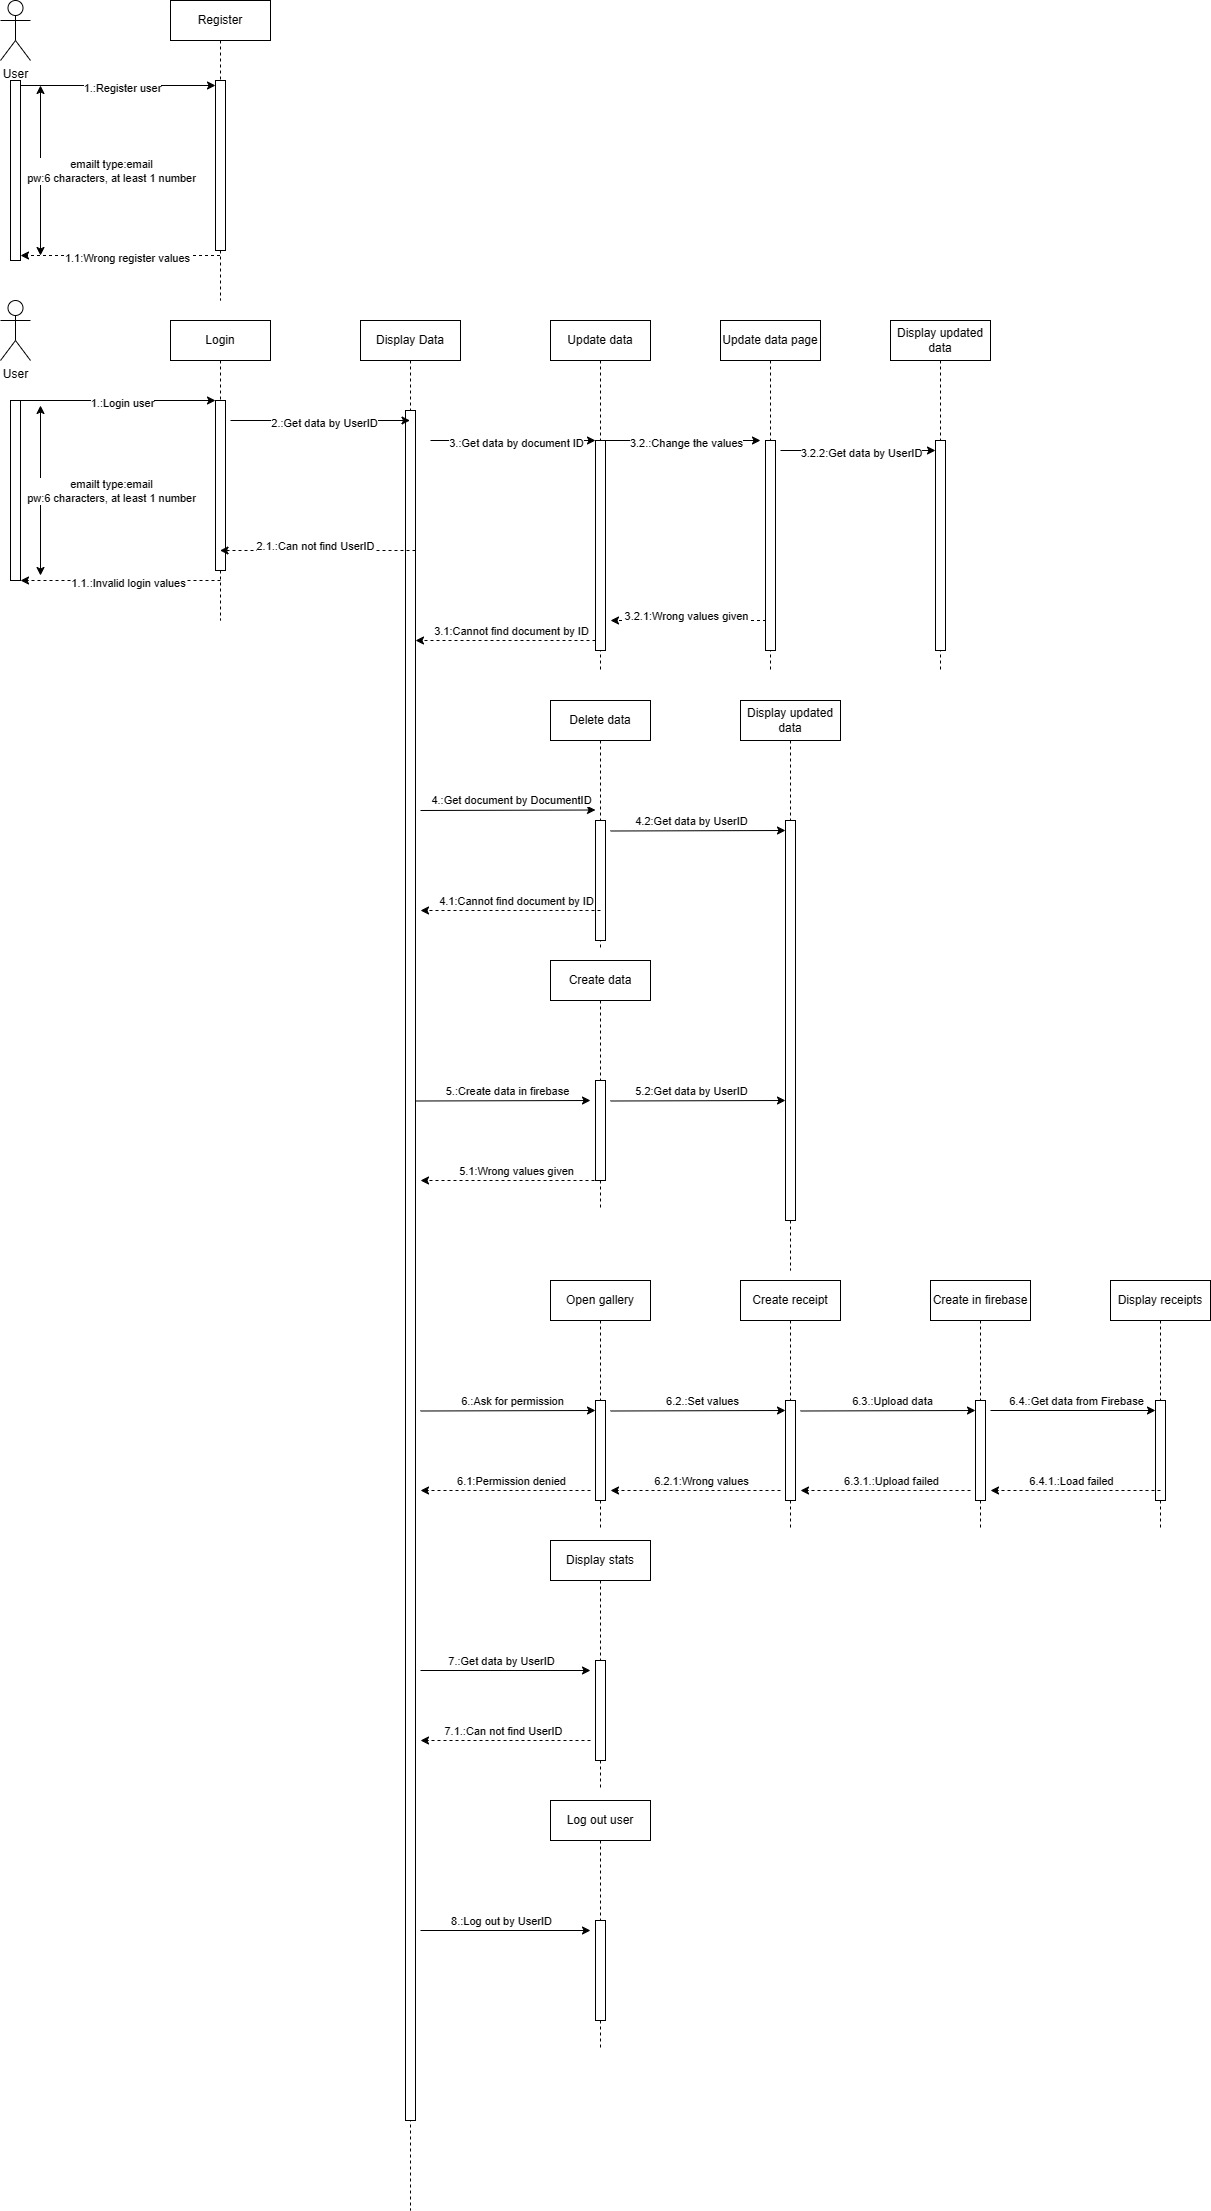 Register
User
1.:Register user
emailt type:email
pw:6 characters, at least 1 number
1.1:Wrong register values
User
Login
Display Data
Update data
Update data page
Display updated
data
1.:Login user
2.:Get data by UserID
3.:Get data by document ID
3.2.:Change the values
3.2.2:Get data by UserID
emailt type:email
pw:6 characters, at least 1 number
2.1.:Can not find UserID
1.1.:Invalid login values
3.2.1:Wrong values given
3.1:Cannot find document by ID
Delete data
Display updated
data
4.:Get document by DocumentID
4.2:Get data by UserID
4.1:Cannot find document by ID
Create data
5.:Create data in firebase
5.2:Get data by UserID
5.1:Wrong values given
Open gallery
Create receipt
Create in firebase
Display receipts
6.:Ask for permission
6.2.:Set values
6.3.:Upload data
6.4.:Get data from Firebase
6.1:Permission denied
6.2.1:Wrong values
6.3.1.:Upload failed
6.4.1.:Load failed
Display stats
7.:Get data by UserID
7.1.:Can not find UserID
Log out user
8.:Log out by UserID